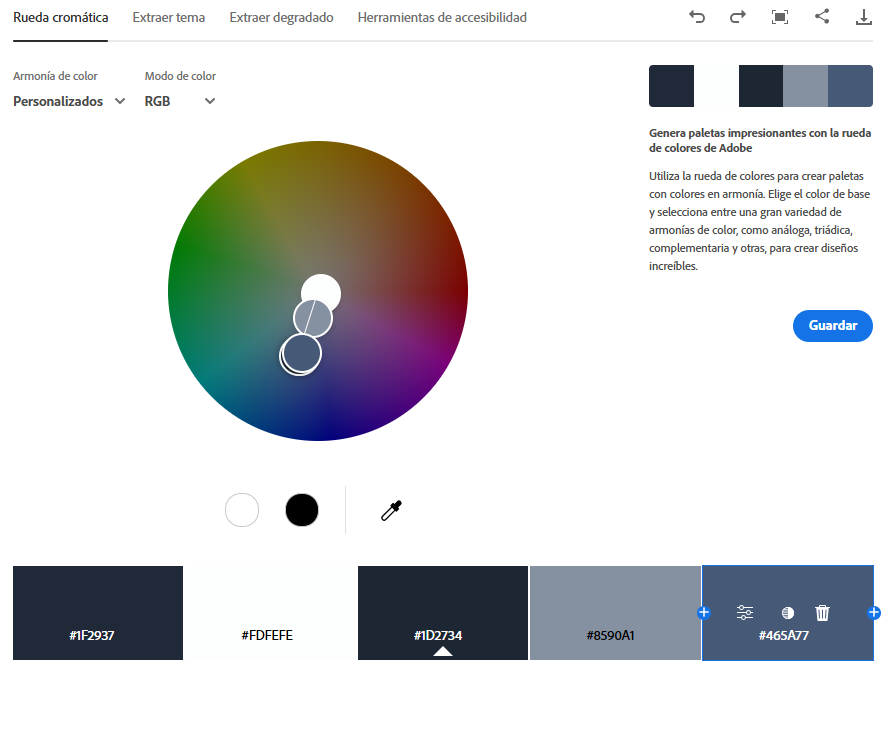 Rueda cromática
Extraer tema
Extraer degradado
Herramientas de accesibilidad
Armonía de color
Modo de color
Personalizados
RGB
Genera paletas impresionantes con la rueda
de colores de Adobe
Utiliza la rueda de colores para crear paletas
con colores en armonía. Elige el color de base
y selecciona entre una gran variedad de
armonías de color, como análoga, triádica,
complementaria y otras, para crear diseños
increíbles.
Guardar
#1F2937
#FDFEFE
#1D2734
#8590A1
#465A77